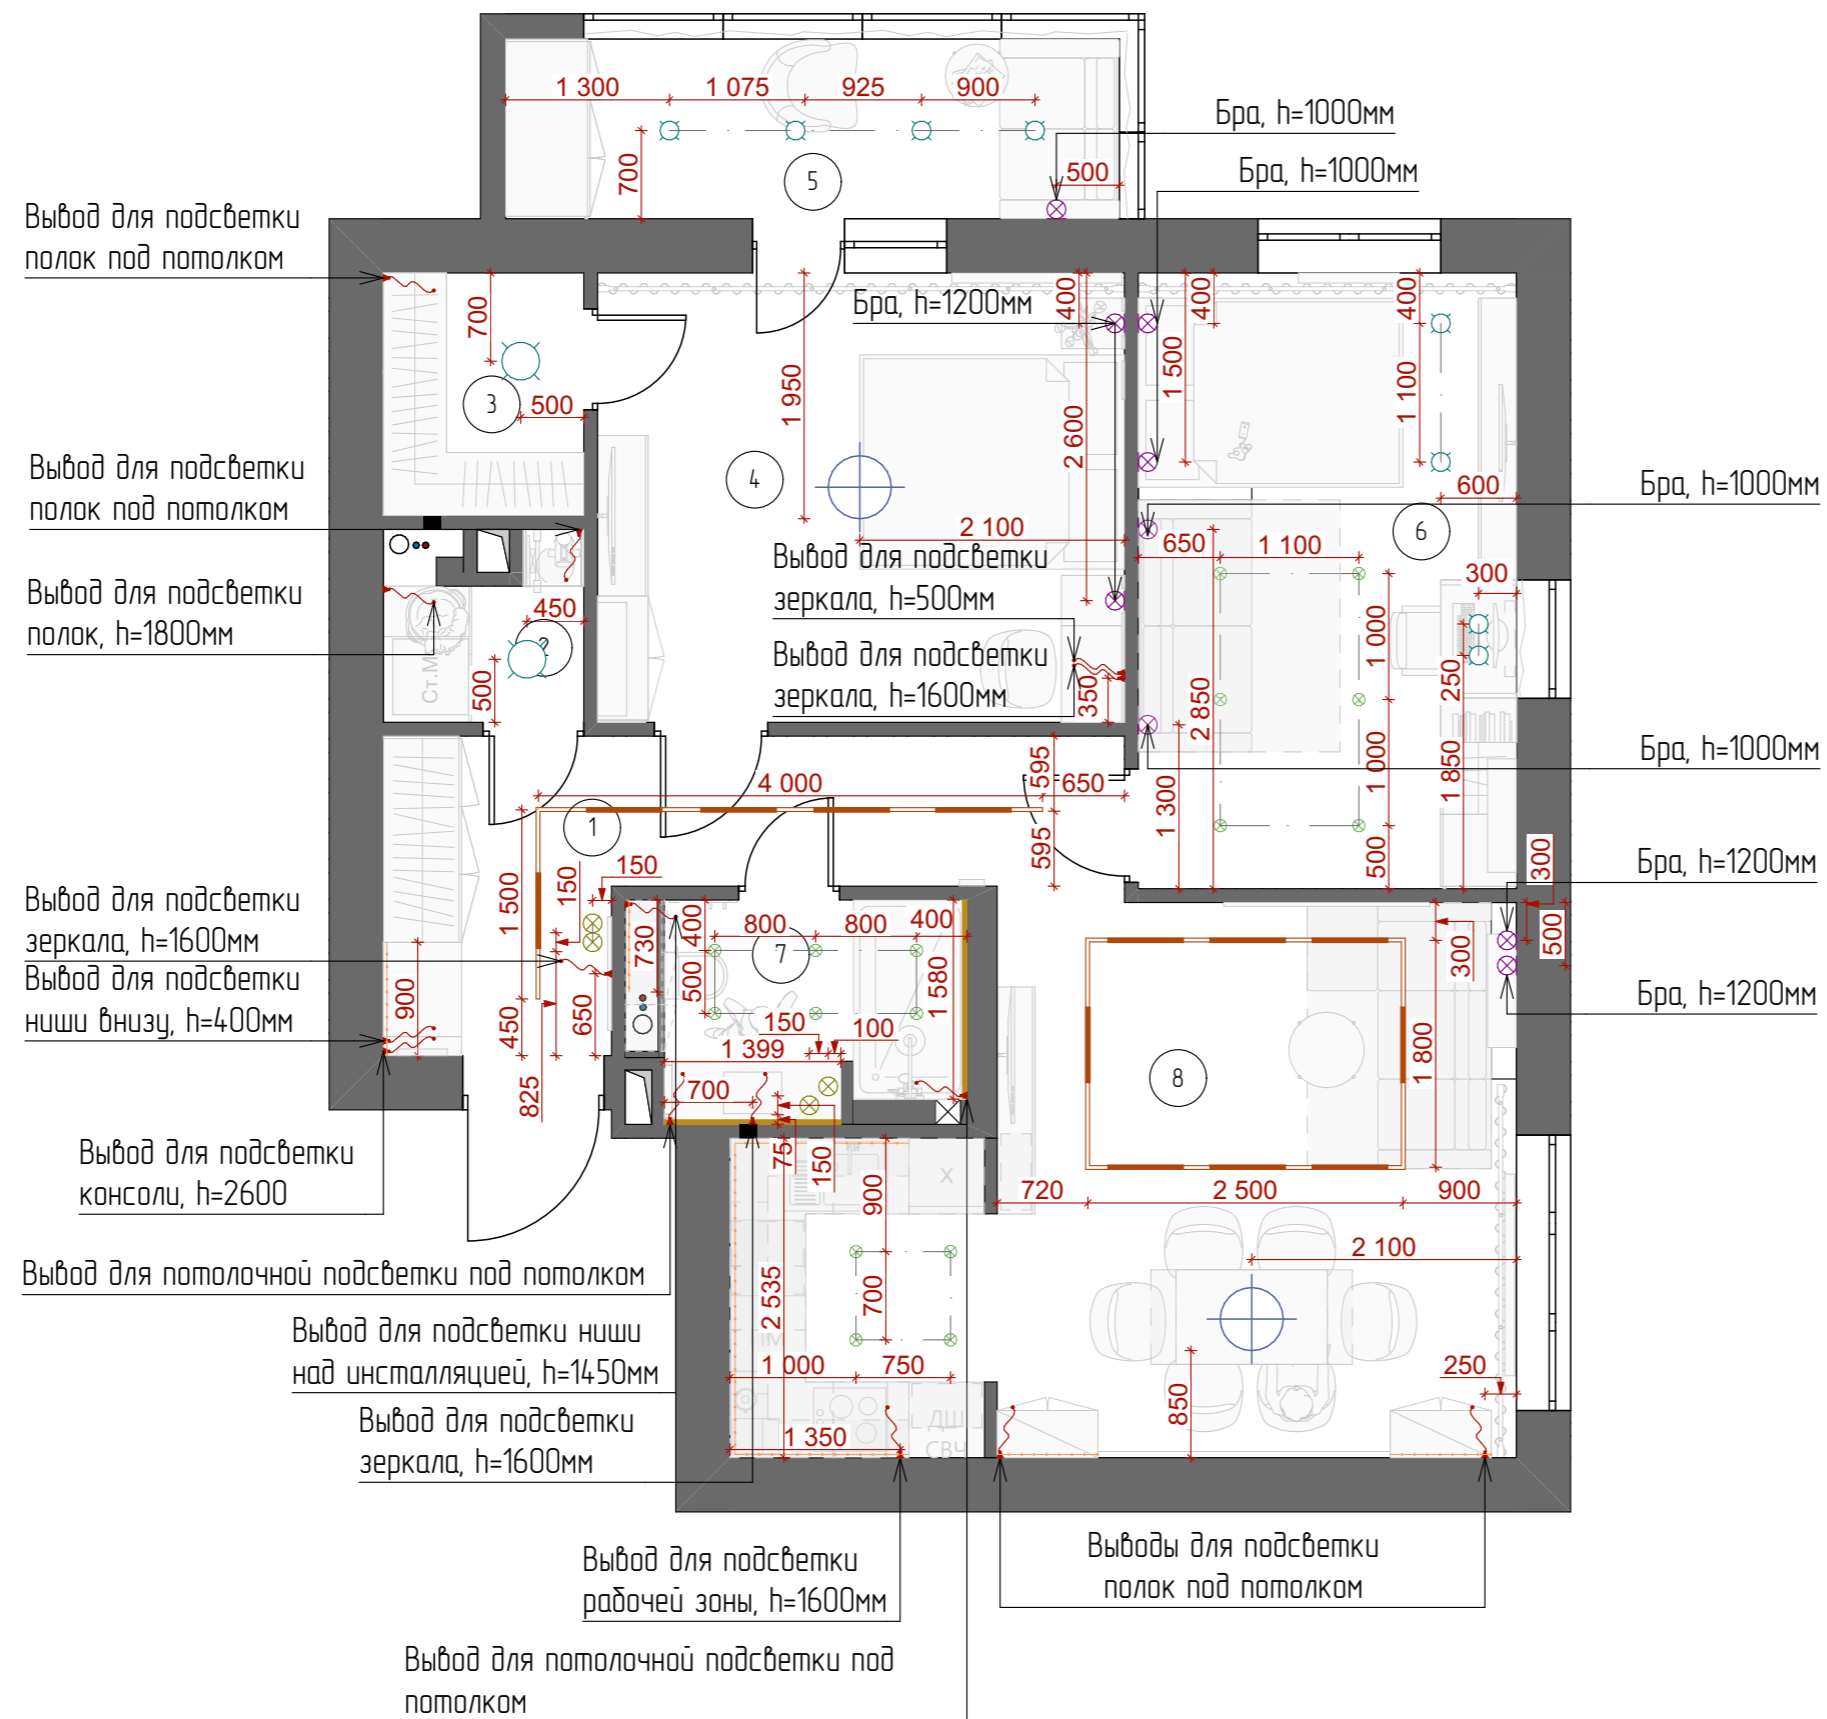 1 300
1 075
925
900
Бра, h=1000мм
700
5
500
Бра, h=1000мм
Вывод для подсветки
полок под потолком
700
3
500
Бра, h=1200мм
400
400
400
1 950
4
2 600
1 500
1 100
600
6
2 100
Вывод для подсветки
полок под потолком
Бра, h=1000мм
Вывод для подсветки
полок, h=1800мм
450
2
500
Ст.М
Вывод для подсветки
зеркала, h=500мм
Вывод для подсветки
зеркала, h=1600мм
350
650
1 100
300
1 000
250
2 850
1 000
1 850
1 300
500
Бра, h=1000мм
4 000
595
650
595
1
150
150
1 500
450
650
825
900
Вывод для подсветки
зеркала, h=1600мм
Вывод для подсветки
ниши внизу, h=400мм
Вывод для подсветки
консоли, h=2600
730
400
800
800
400
7
500
1 580
150
100
1 399
700
75
150
Бра, h=1200мм
300
500
Бра, h=1200мм
300
8
1 800
720
2 500
900
2 100
850
250
Х
900
700
2 535
ПМ
1 000
750
1 350
ДШ
СВЧ
Вывод для потолочной подсветки под потолком
Вывод для подсветки ниши
над инсталляцией, h=1450мм
Вывод для подсветки
зеркала, h=1600мм
Вывод для подсветки
рабочей зоны, h=1600мм
Выводы для подсветки
полок под потолком
Вывод для потолочной подсветки под
потолком